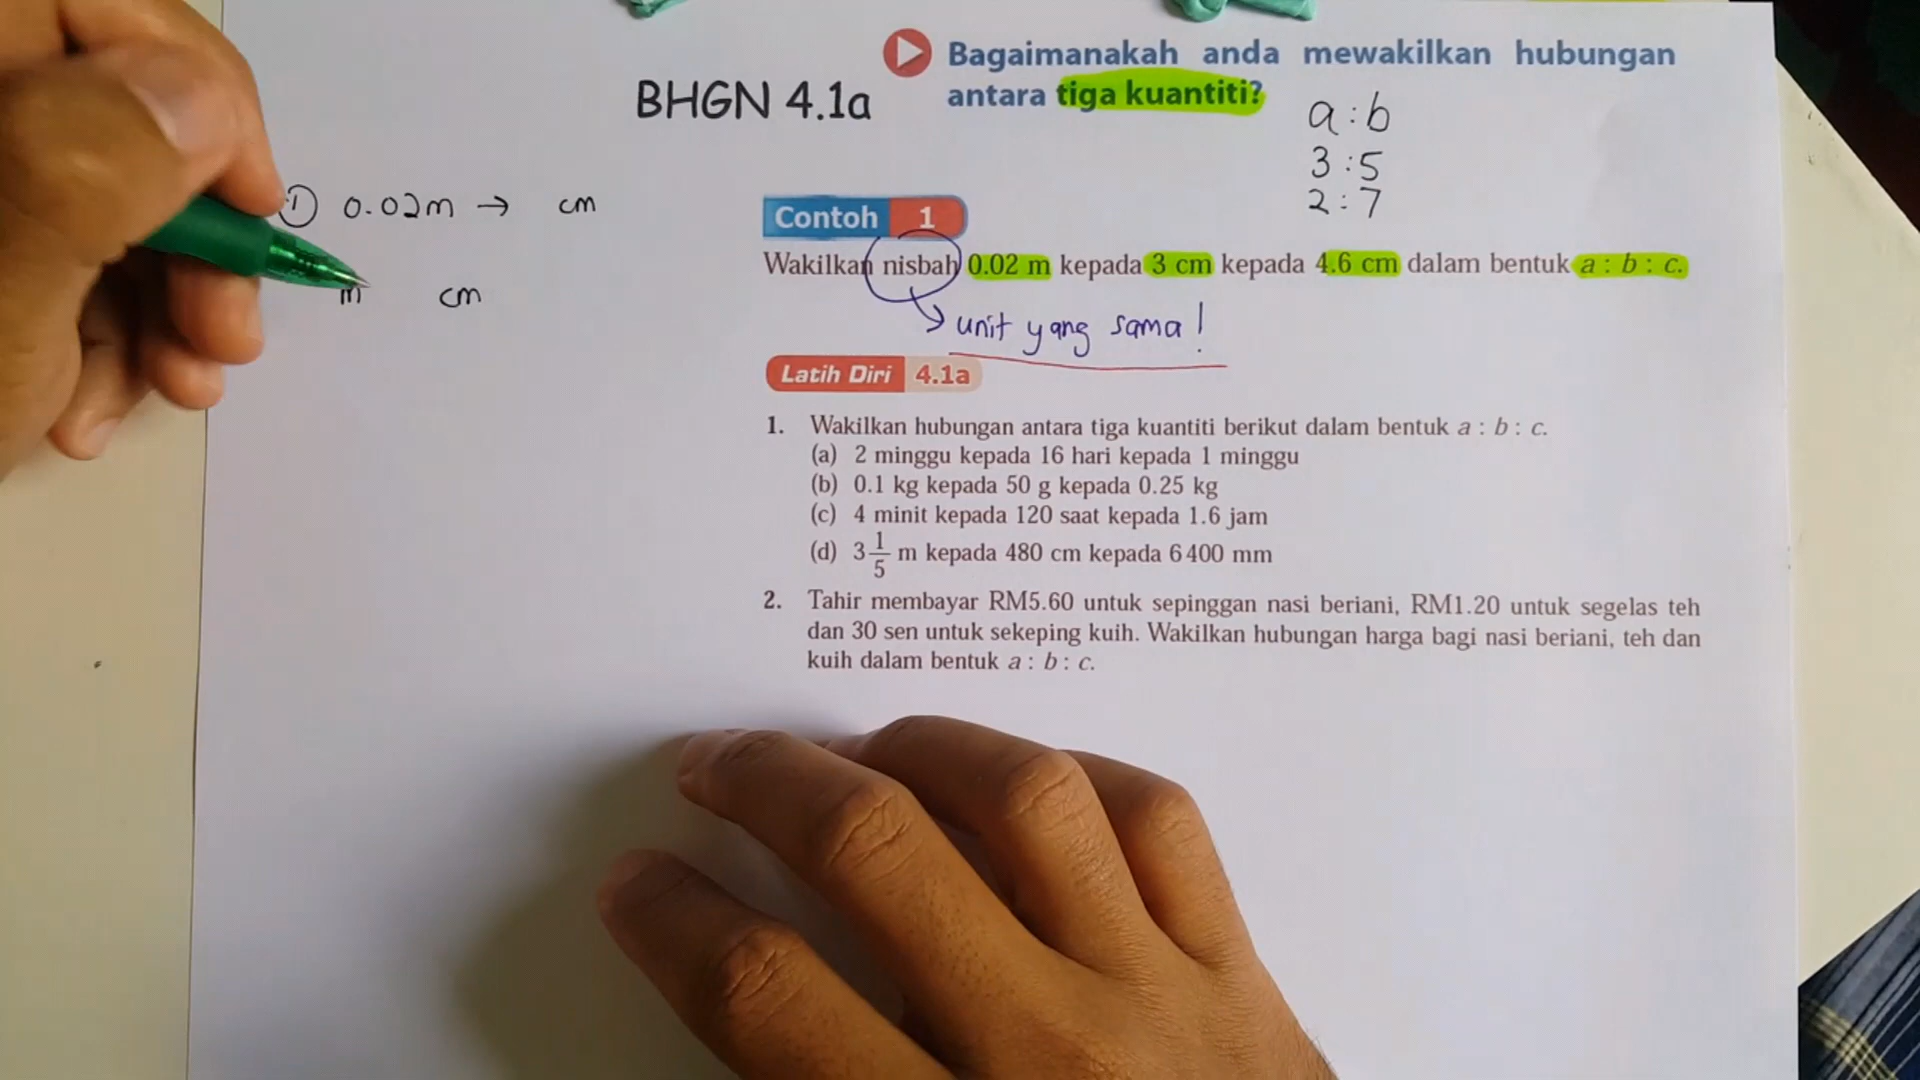 Bagaimanakah anda mewakilkan hubungan
antara tiga kuantiti?
BHGN 4.1a
a : b
3 : 5
2 : 7
① 0.02m → cm
m cm
Contoh 1
Wakilkan nisbah 0.02 m kepada 3 cm kepada 4.6 cm dalam bentuk a : b : c.
unit yang sama!
Latih Diri 4.1a
1. Wakilkan hubungan antara tiga kuantiti berikut dalam bentuk a : b : c.
(a) 2 minggu kepada 16 hari kepada 1 minggu
(b) 0.1 kg kepada 50 g kepada 0.25 kg
(c) 4 minit kepada 120 saat kepada 1.6 jam
(d) 3 1/5 m kepada 480 cm kepada 6 400 mm
2. Tahir membayar RM5.60 untuk sepinggan nasi beriani, RM1.20 untuk segelas teh
dan 30 sen untuk sekeping kuih. Wakilkan hubungan harga bagi nasi beriani, teh dan
kuih dalam bentuk a : b : c.